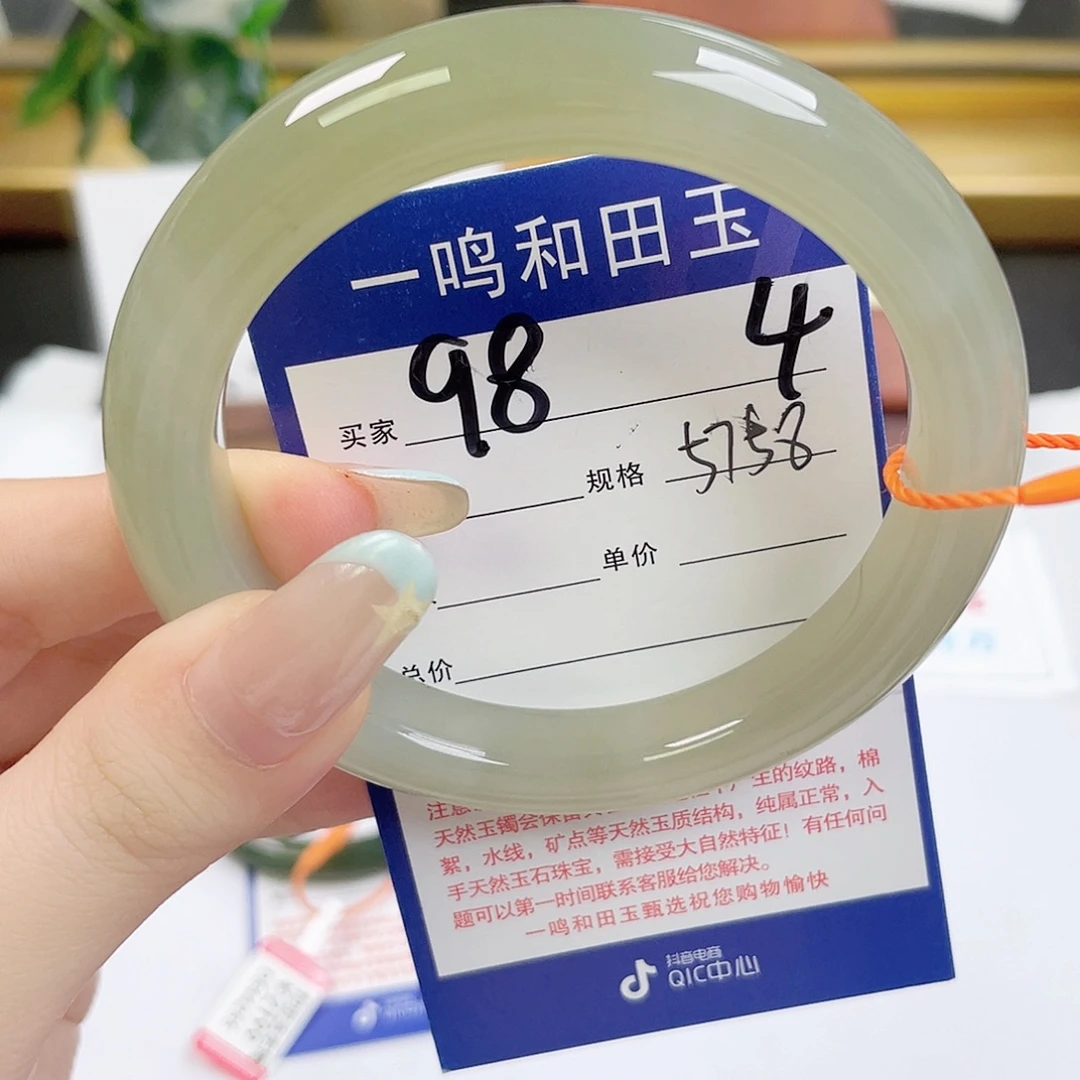 一鸣和田玉
98 4
买家
规格 5758
单价
总价
生的纹路，棉
天然玉镯会保留
絮，水线，矿点等天然玉质结构，纯属正常，入
手天然玉石珠宝，需接受大自然特征！有任何问
题可以第一时间联系客服给您解决。
一鸣和田玉甄选祝您购物愉快
抖音电商
QIC中心